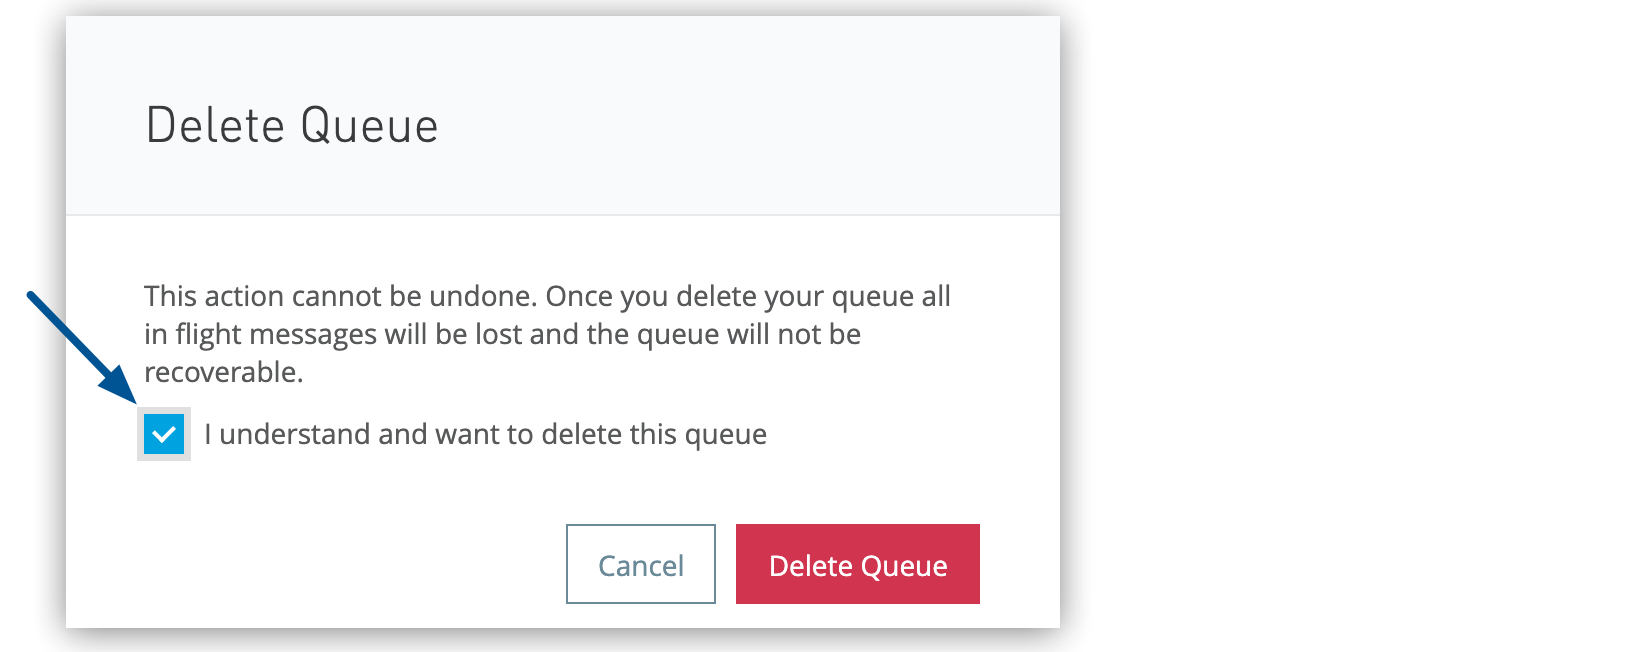 Delete Queue
This action cannot be undone. Once you delete your queue all
in flight messages will be lost and the queue will not be
recoverable.
I understand and want to delete this queue
Cancel
Delete Queue